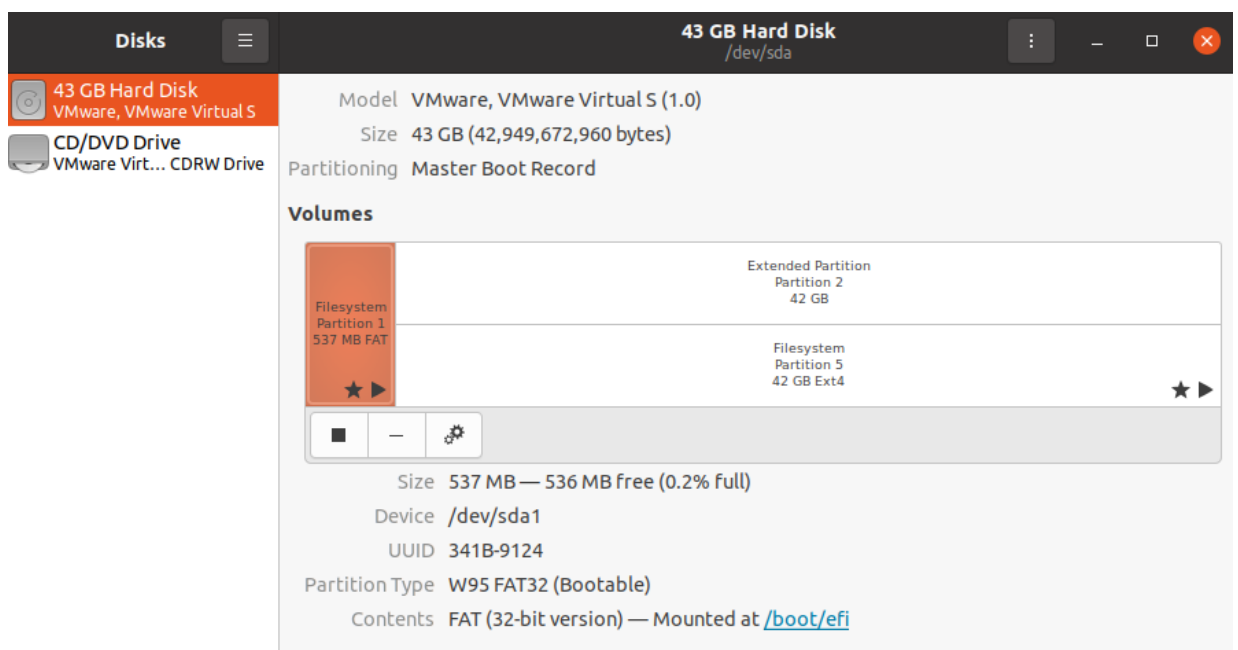 Disks
43 GB Hard Disk
/dev/sda
43 GB Hard Disk
VMware, VMware Virtual S
CD/DVD Drive
VMware Virt… CDRW Drive
Model VMware, VMware Virtual S (1.0)
Size 43 GB (42,949,672,960 bytes)
Partitioning Master Boot Record
Volumes
Filesystem
Partition 1
537 MB FAT
Extended Partition
Partition 2
42 GB
Filesystem
Partition 5
42 GB Ext4
Size 537 MB — 536 MB free (0.2% full)
Device /dev/sda1
UUID 341B-9124
Partition Type W95 FAT32 (Bootable)
Contents FAT (32-bit version) — Mounted at /boot/efi